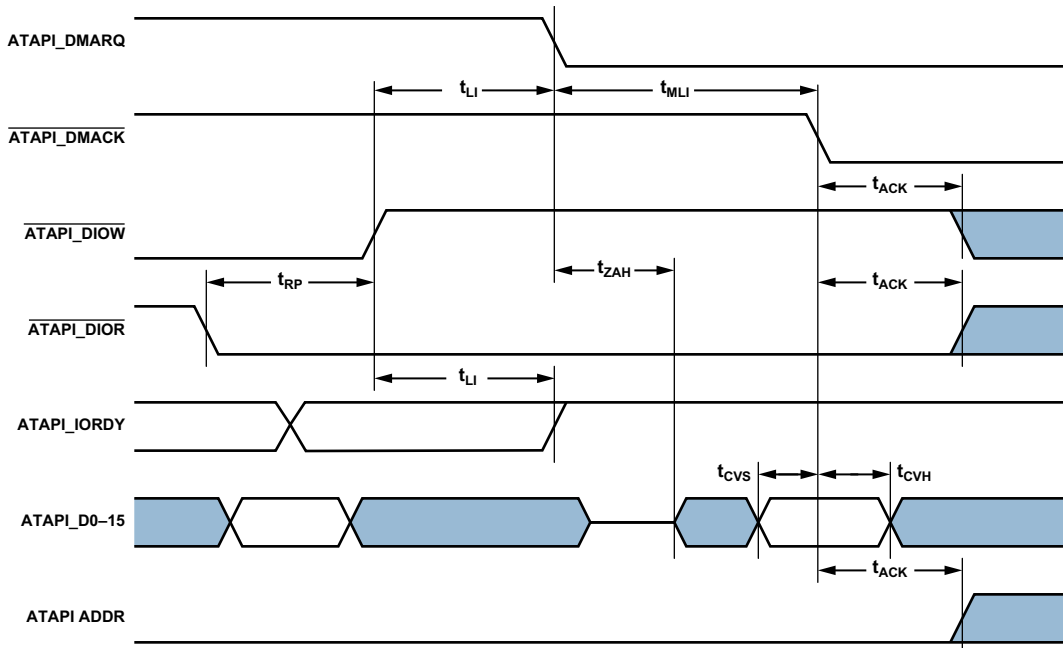 ATAPI_DMARQ
tLI
tMLI
ATAPI_DMACK
tACK
ATAPI_DIOW
tZAH
tRP
tACK
ATAPI_DIOR
tLI
ATAPI_IORDY
tCVS
tCVH
ATAPI_D0–15
tACK
ATAPI ADDR